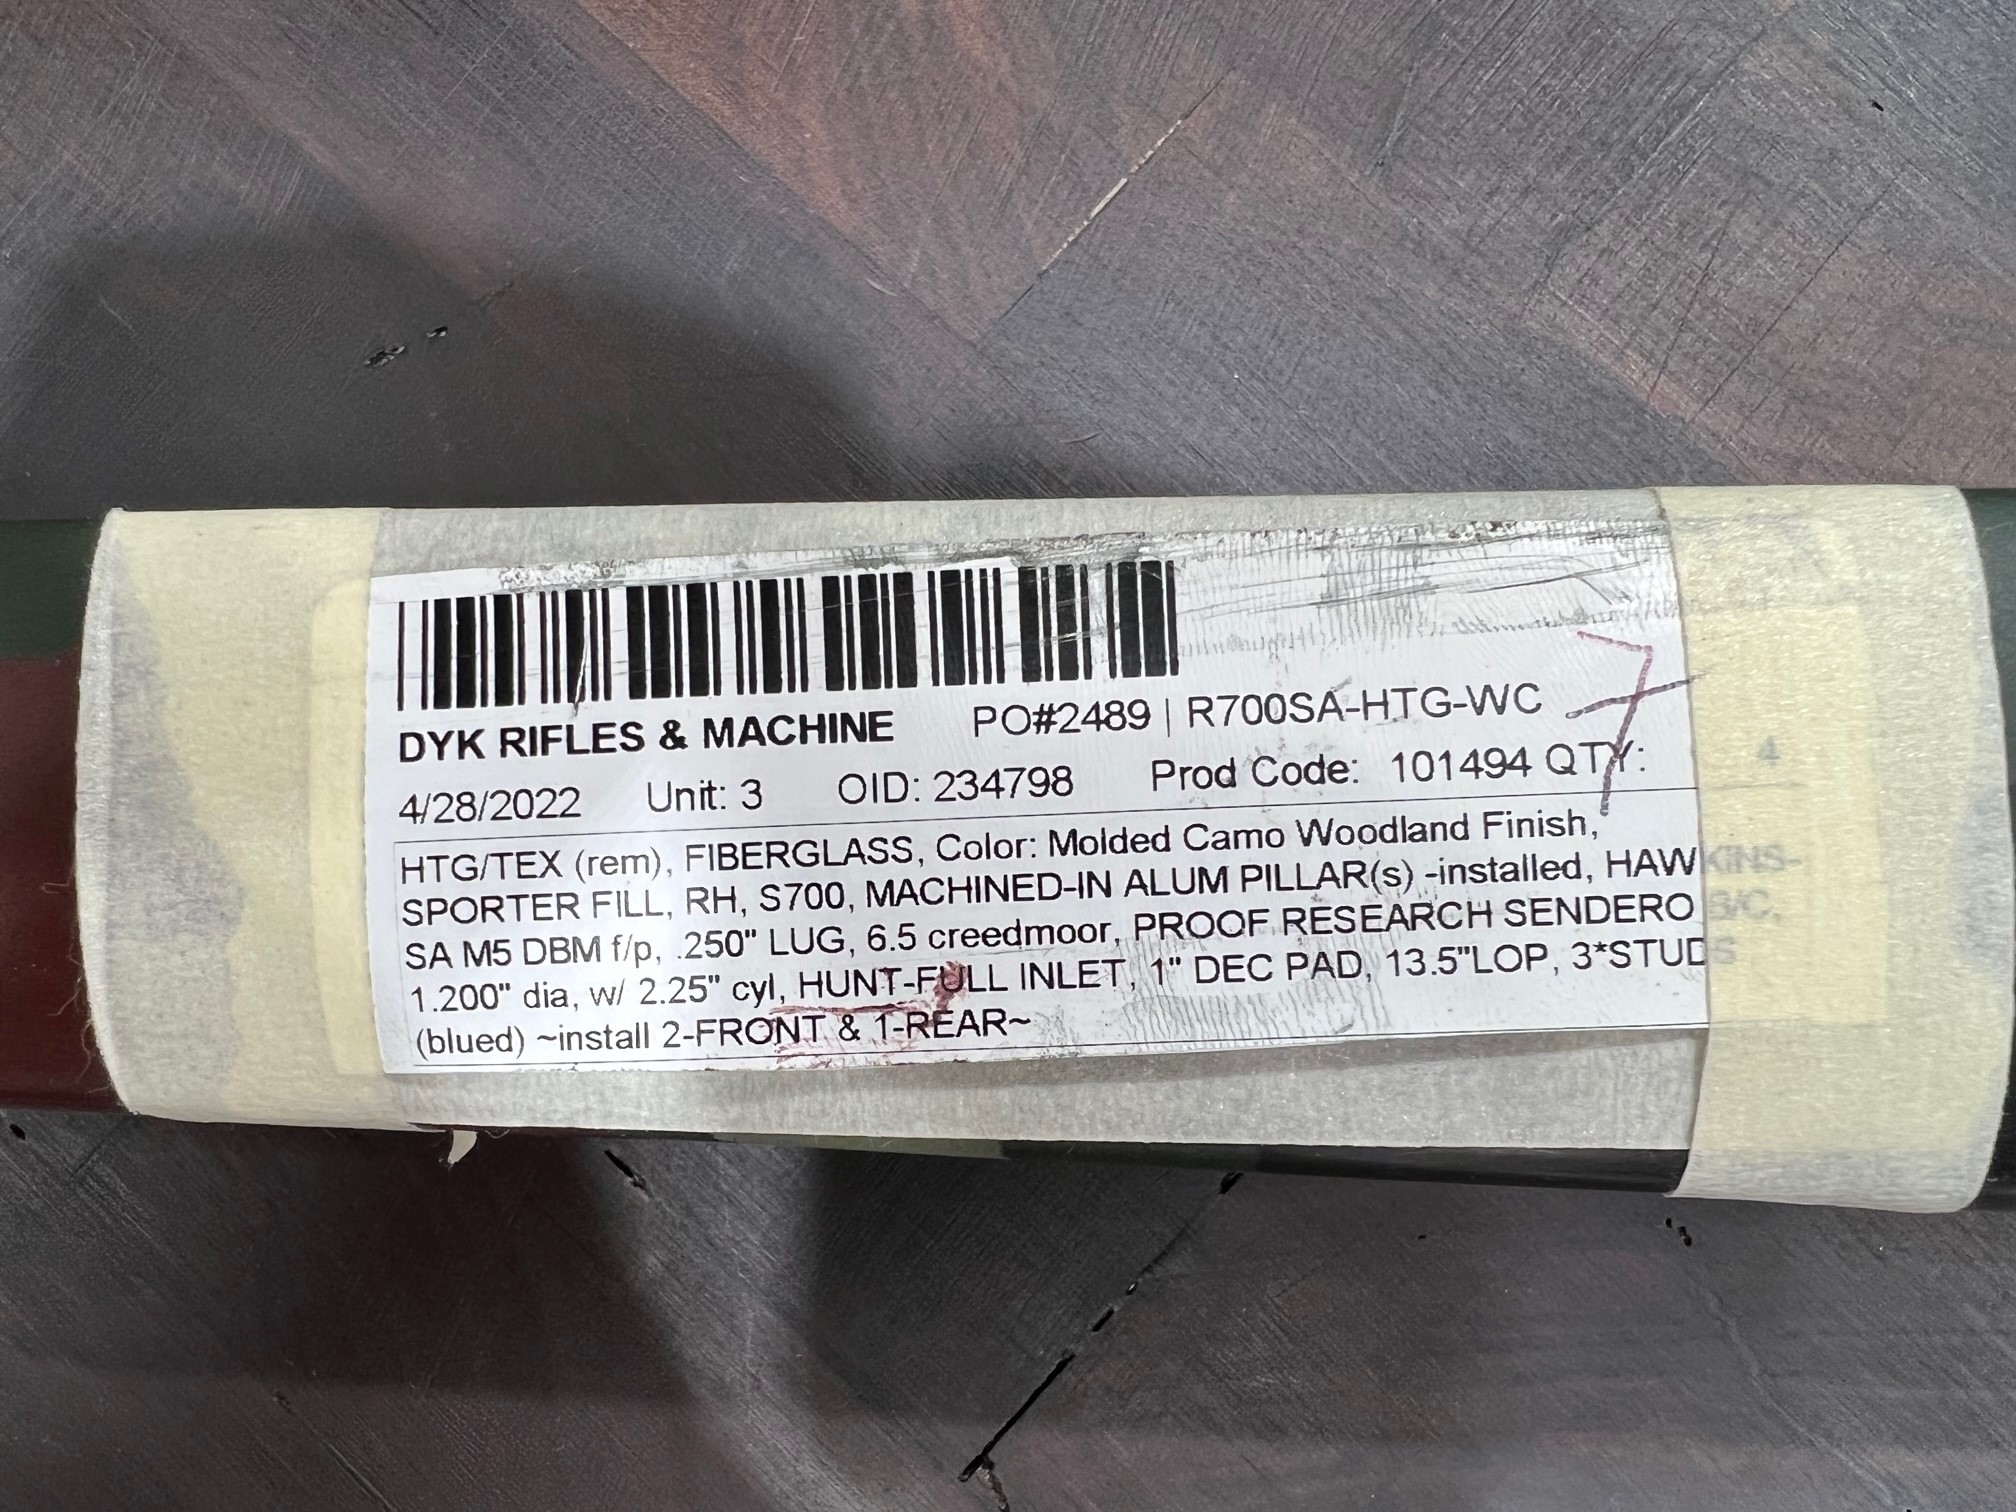 DYK RIFLES & MACHINE PO#2489 | R700SA-HTG-WC 7
4/28/2022 Unit: 3 OID: 234798 Prod Code: 101494 QTY: 4
HTG/TEX (rem), FIBERGLASS, Color: Molded Camo Woodland Finish,
SPORTER FILL, RH, S700, MACHINED-IN ALUM PILLAR(s) -installed, HAWKINS-
SA M5 DBM f/p, .250" LUG, 6.5 creedmoor, PROOF RESEARCH SENDERO B/C,
1.200" dia, w/ 2.25" cyl, HUNT-FULL INLET, 1" DEC PAD, 13.5"LOP, 3*STUDS
(blued) ~install 2-FRONT & 1-REAR~